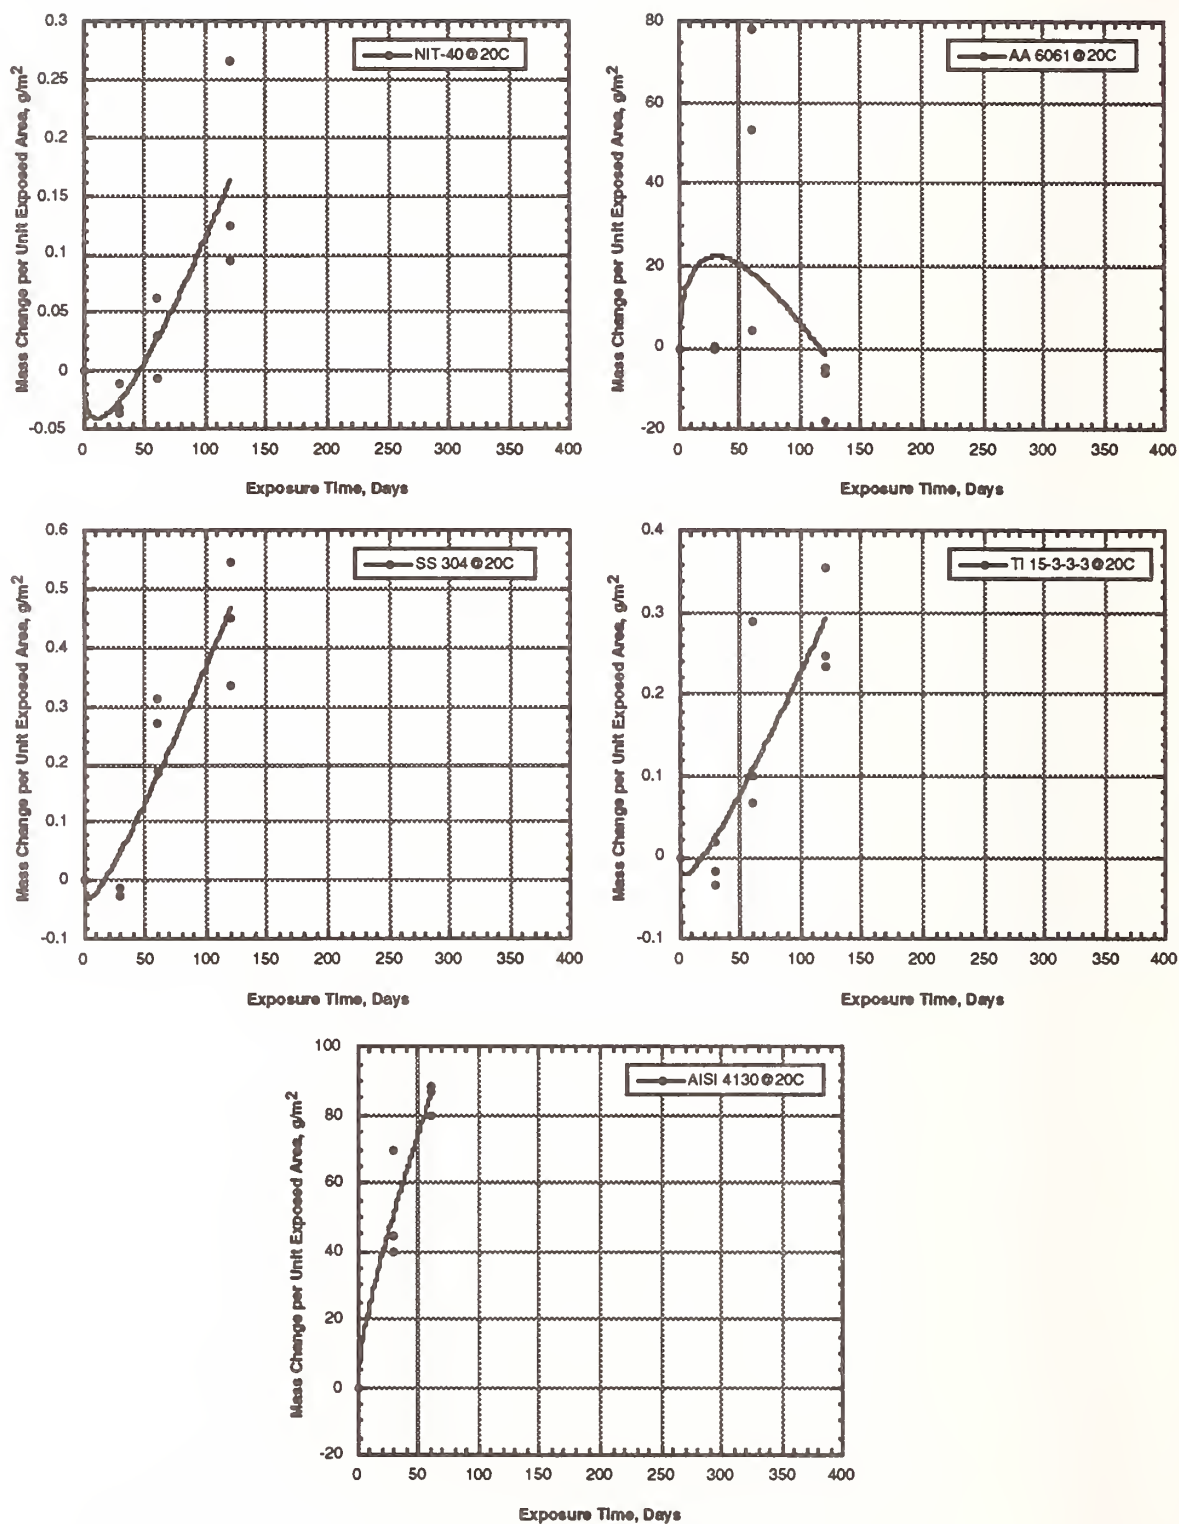 0.3
0.25
0.2
0.15
0.1
0.05
0
-0.05
Mass Change per Unit Exposed Area, g/m2
NIT-40 @ 20C
0 50 100 150 200 250 300 350 400
Exposure Time, Days
80
60
40
20
0
-20
Mass Change per Unit Exposed Area, g/m2
AA 6061 @ 20C
0 50 100 150 200 250 300 350 400
Exposure Time, Days
0.6
0.5
0.4
0.3
0.2
0.1
0
-0.1
Mass Change per Unit Exposed Area, g/m2
SS 304 @ 20C
0 50 100 150 200 250 300 350 400
Exposure Time, Days
0.4
0.3
0.2
0.1
0
-0.1
Mass Change per Unit Exposed Area, g/m2
TI 15-3-3-3 @ 20C
0 50 100 150 200 250 300 350 400
Exposure Time, Days
100
80
60
40
20
0
-20
Mass Change per Unit Exposed Area, g/m2
AISI 4130 @ 20C
0 50 100 150 200 250 300 350 400
Exposure Time, Days